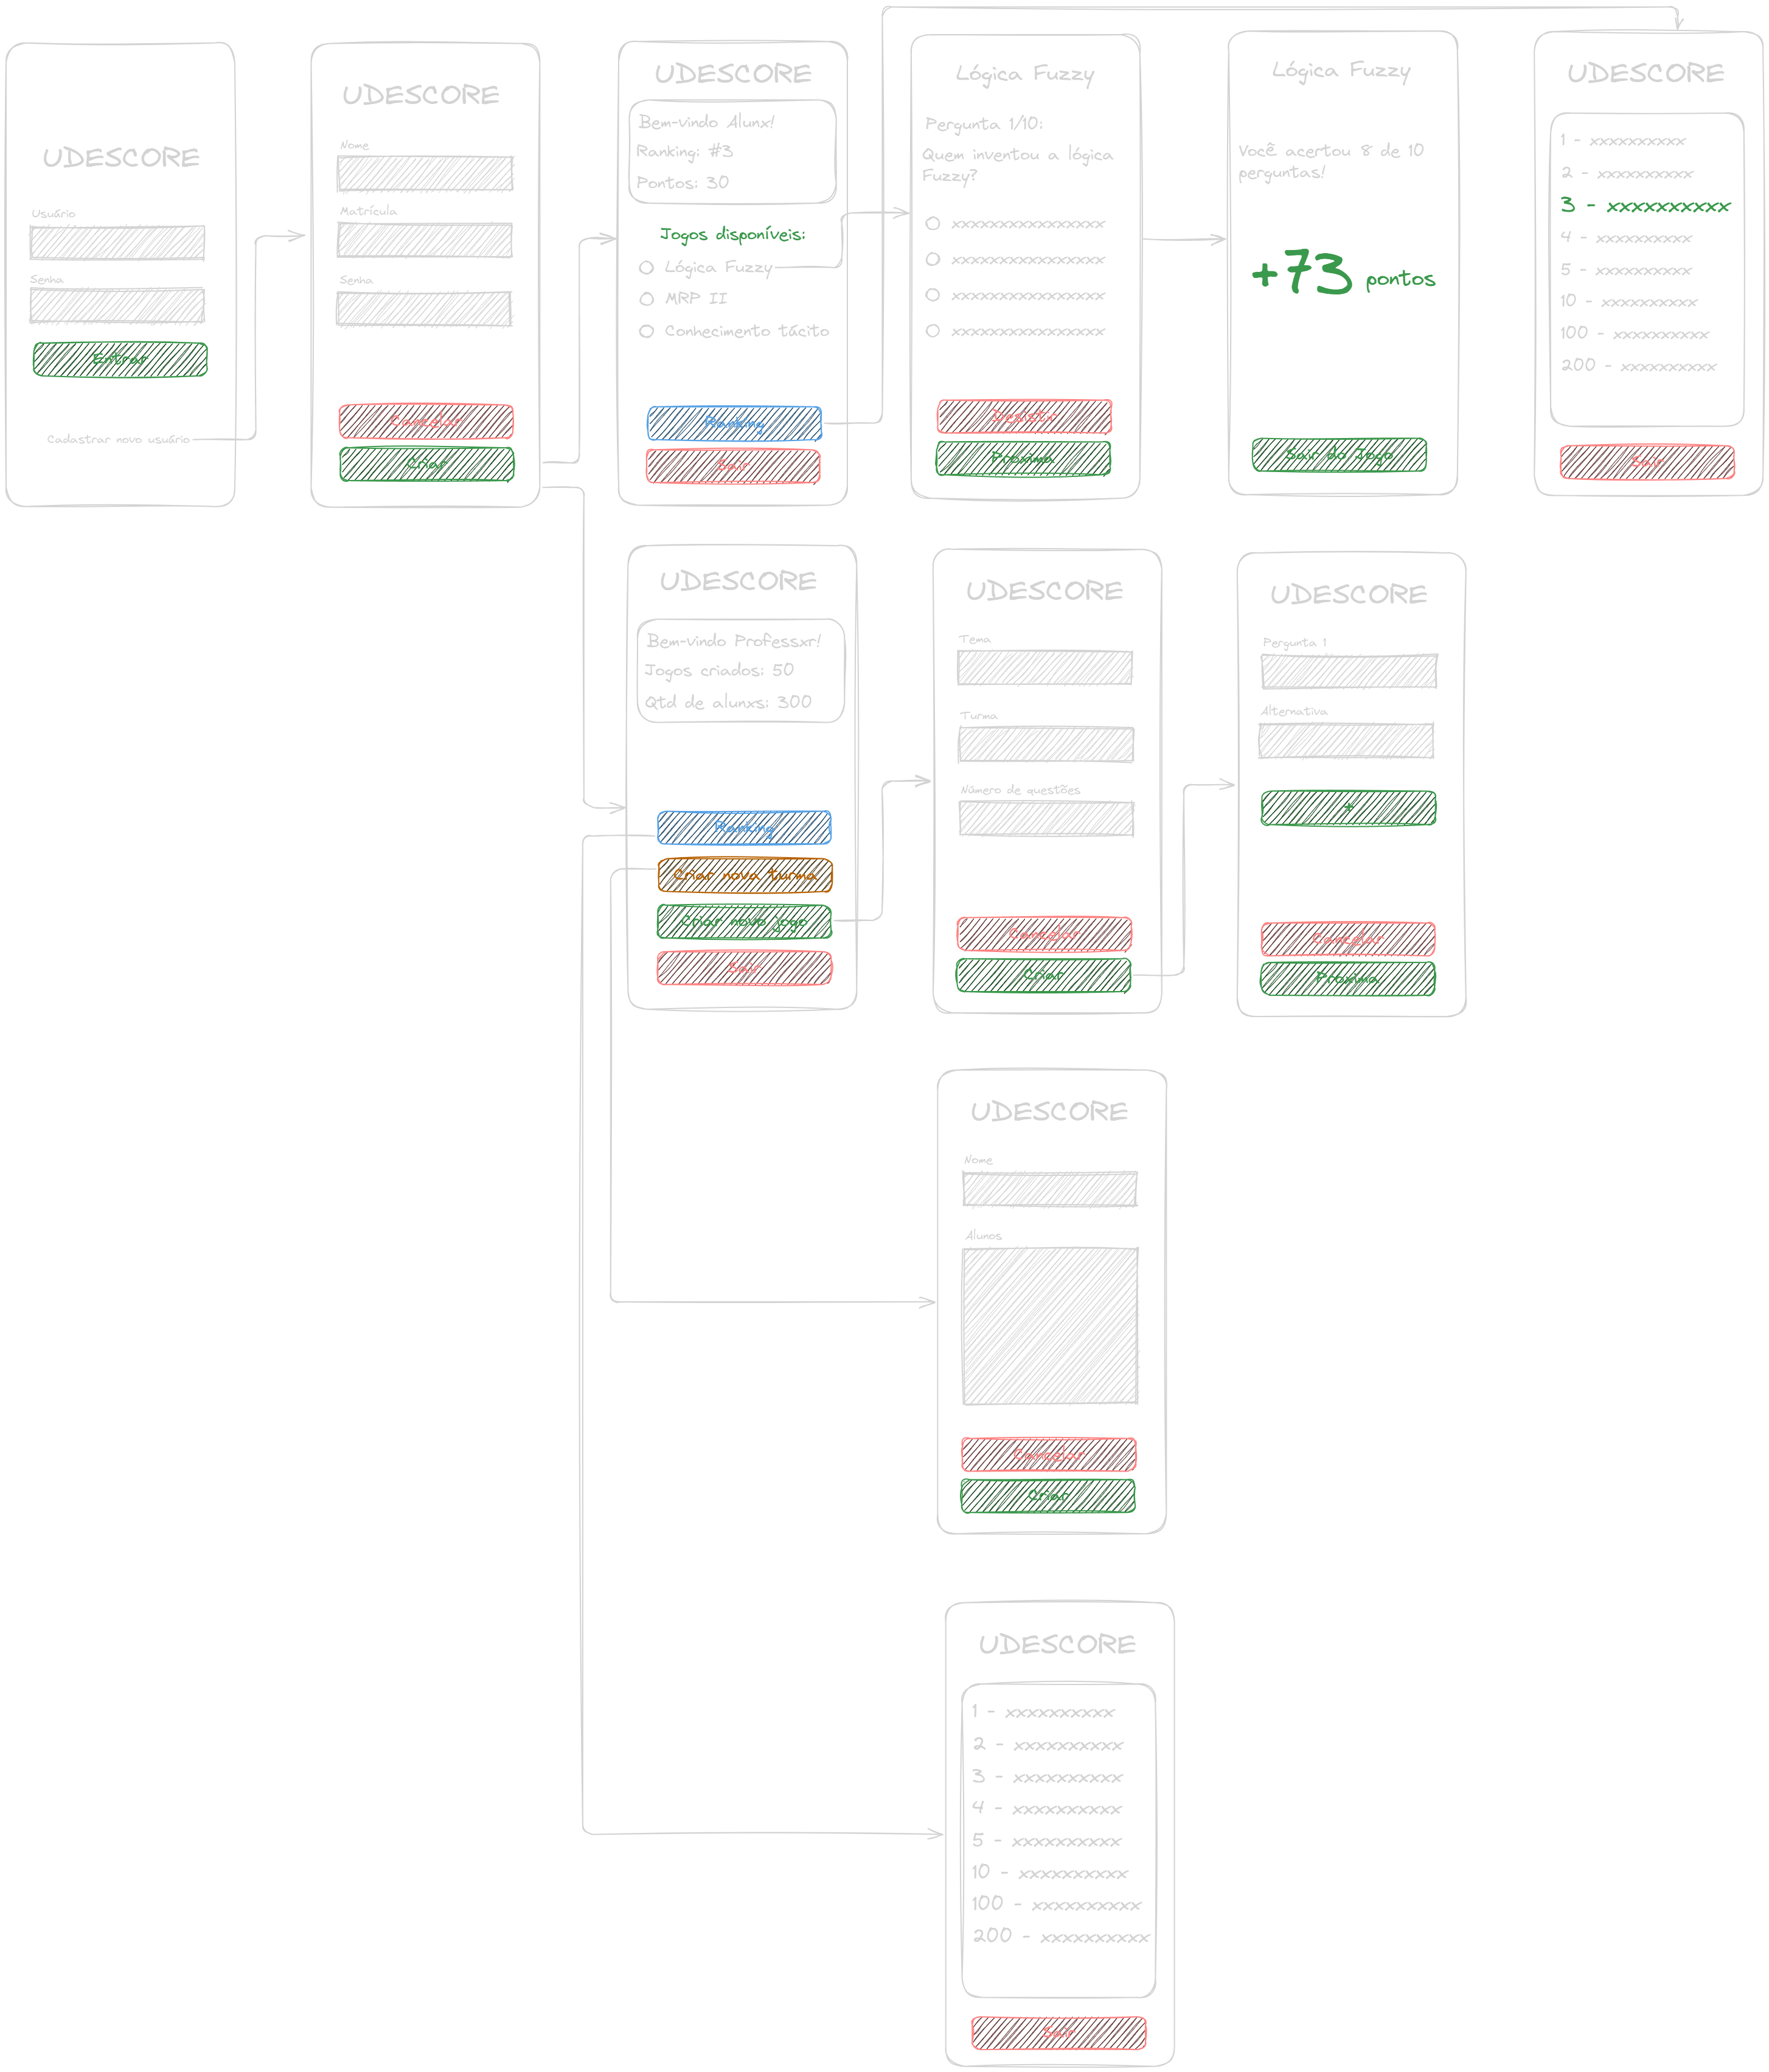 UDESCORE
Usuário
Senha
Entrar
Cadastrar novo usuário
UDESCORE
Nome
Matrícula
Senha
Cancelar
Criar
UDESCORE
Bem-vindo Alunx!
Ranking: #3
Pontos: 30
Jogos disponíveis:
Lógica Fuzzy
MRP II
Conhecimento tácito
Ranking
Sair
Lógica Fuzzy
Pergunta 1/10:
Quem inventou a lógica
Fuzzy?
xxxxxxxxxxxxxxxx
xxxxxxxxxxxxxxxx
xxxxxxxxxxxxxxxx
xxxxxxxxxxxxxxxx
Desistir
Próxima
Lógica Fuzzy
Você acertou 8 de 10
perguntas!
+73 pontos
Sair do Jogo
UDESCORE
1 - xxxxxxxxxx
2 - xxxxxxxxxx
3 - xxxxxxxxxx
4 - xxxxxxxxxx
5 - xxxxxxxxxx
10 - xxxxxxxxxx
100 - xxxxxxxxxx
200 - xxxxxxxxxx
Sair
UDESCORE
Bem-vindo Professxr!
Jogos criados: 50
Qtd de alunxs: 300
Ranking
Criar nova turma
Criar novo jogo
Sair
UDESCORE
Tema
Turma
Número de questões
Cancelar
Criar
UDESCORE
Pergunta 1
Alternativa
+
Cancelar
Próxima
UDESCORE
Nome
Alunos
Cancelar
Criar
UDESCORE
1 - xxxxxxxxxx
2 - xxxxxxxxxx
3 - xxxxxxxxxx
4 - xxxxxxxxxx
5 - xxxxxxxxxx
10 - xxxxxxxxxx
100 - xxxxxxxxxx
200 - xxxxxxxxxx
Sair